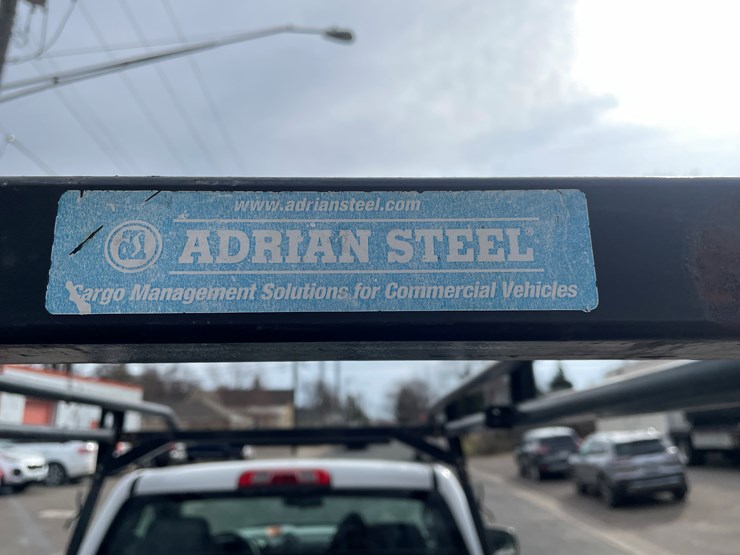 www.adriansteel.com
ADRIAN STEEL
Cargo Management Solutions for Commercial Vehicles